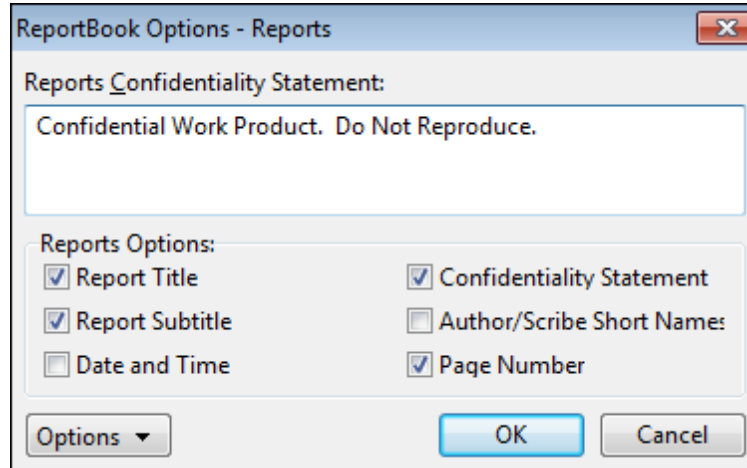 ReportBook Options - Reports
Reports Confidentiality Statement:
Confidential Work Product.  Do Not Reproduce.
Reports Options:
Report Title
Confidentiality Statement
Report Subtitle
Author/Scribe Short Names
Date and Time
Page Number
Options
OK
Cancel